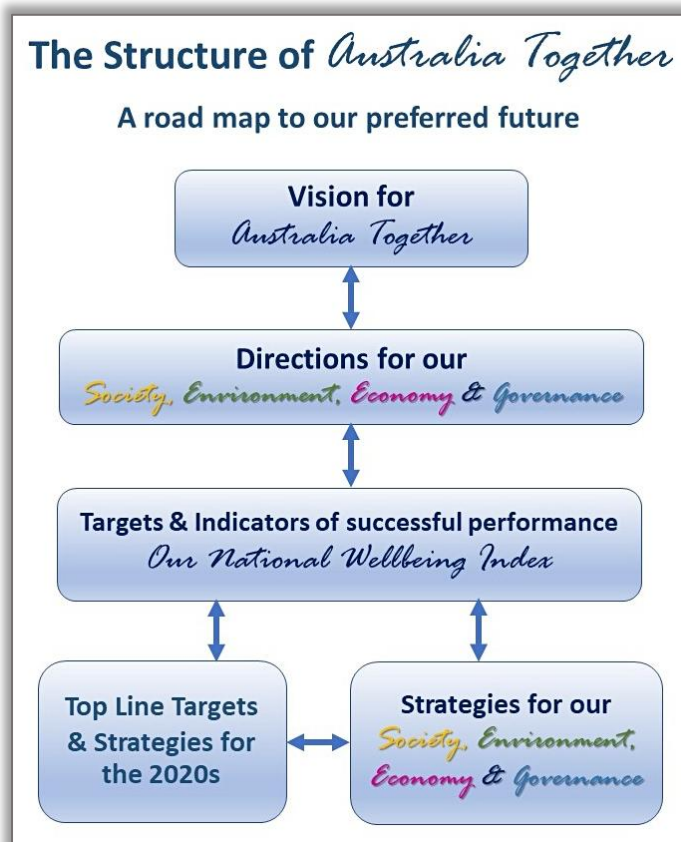 The Structure of Australia Together
A road map to our preferred future
Vision for
Australia Together
Directions for our
Society, Environment, Economy & Governance
Targets & Indicators of successful performance
Our National Wellbeing Index
Top Line Targets
& Strategies for
the 2020s
Strategies for our
Society, Environment,
Economy & Governance